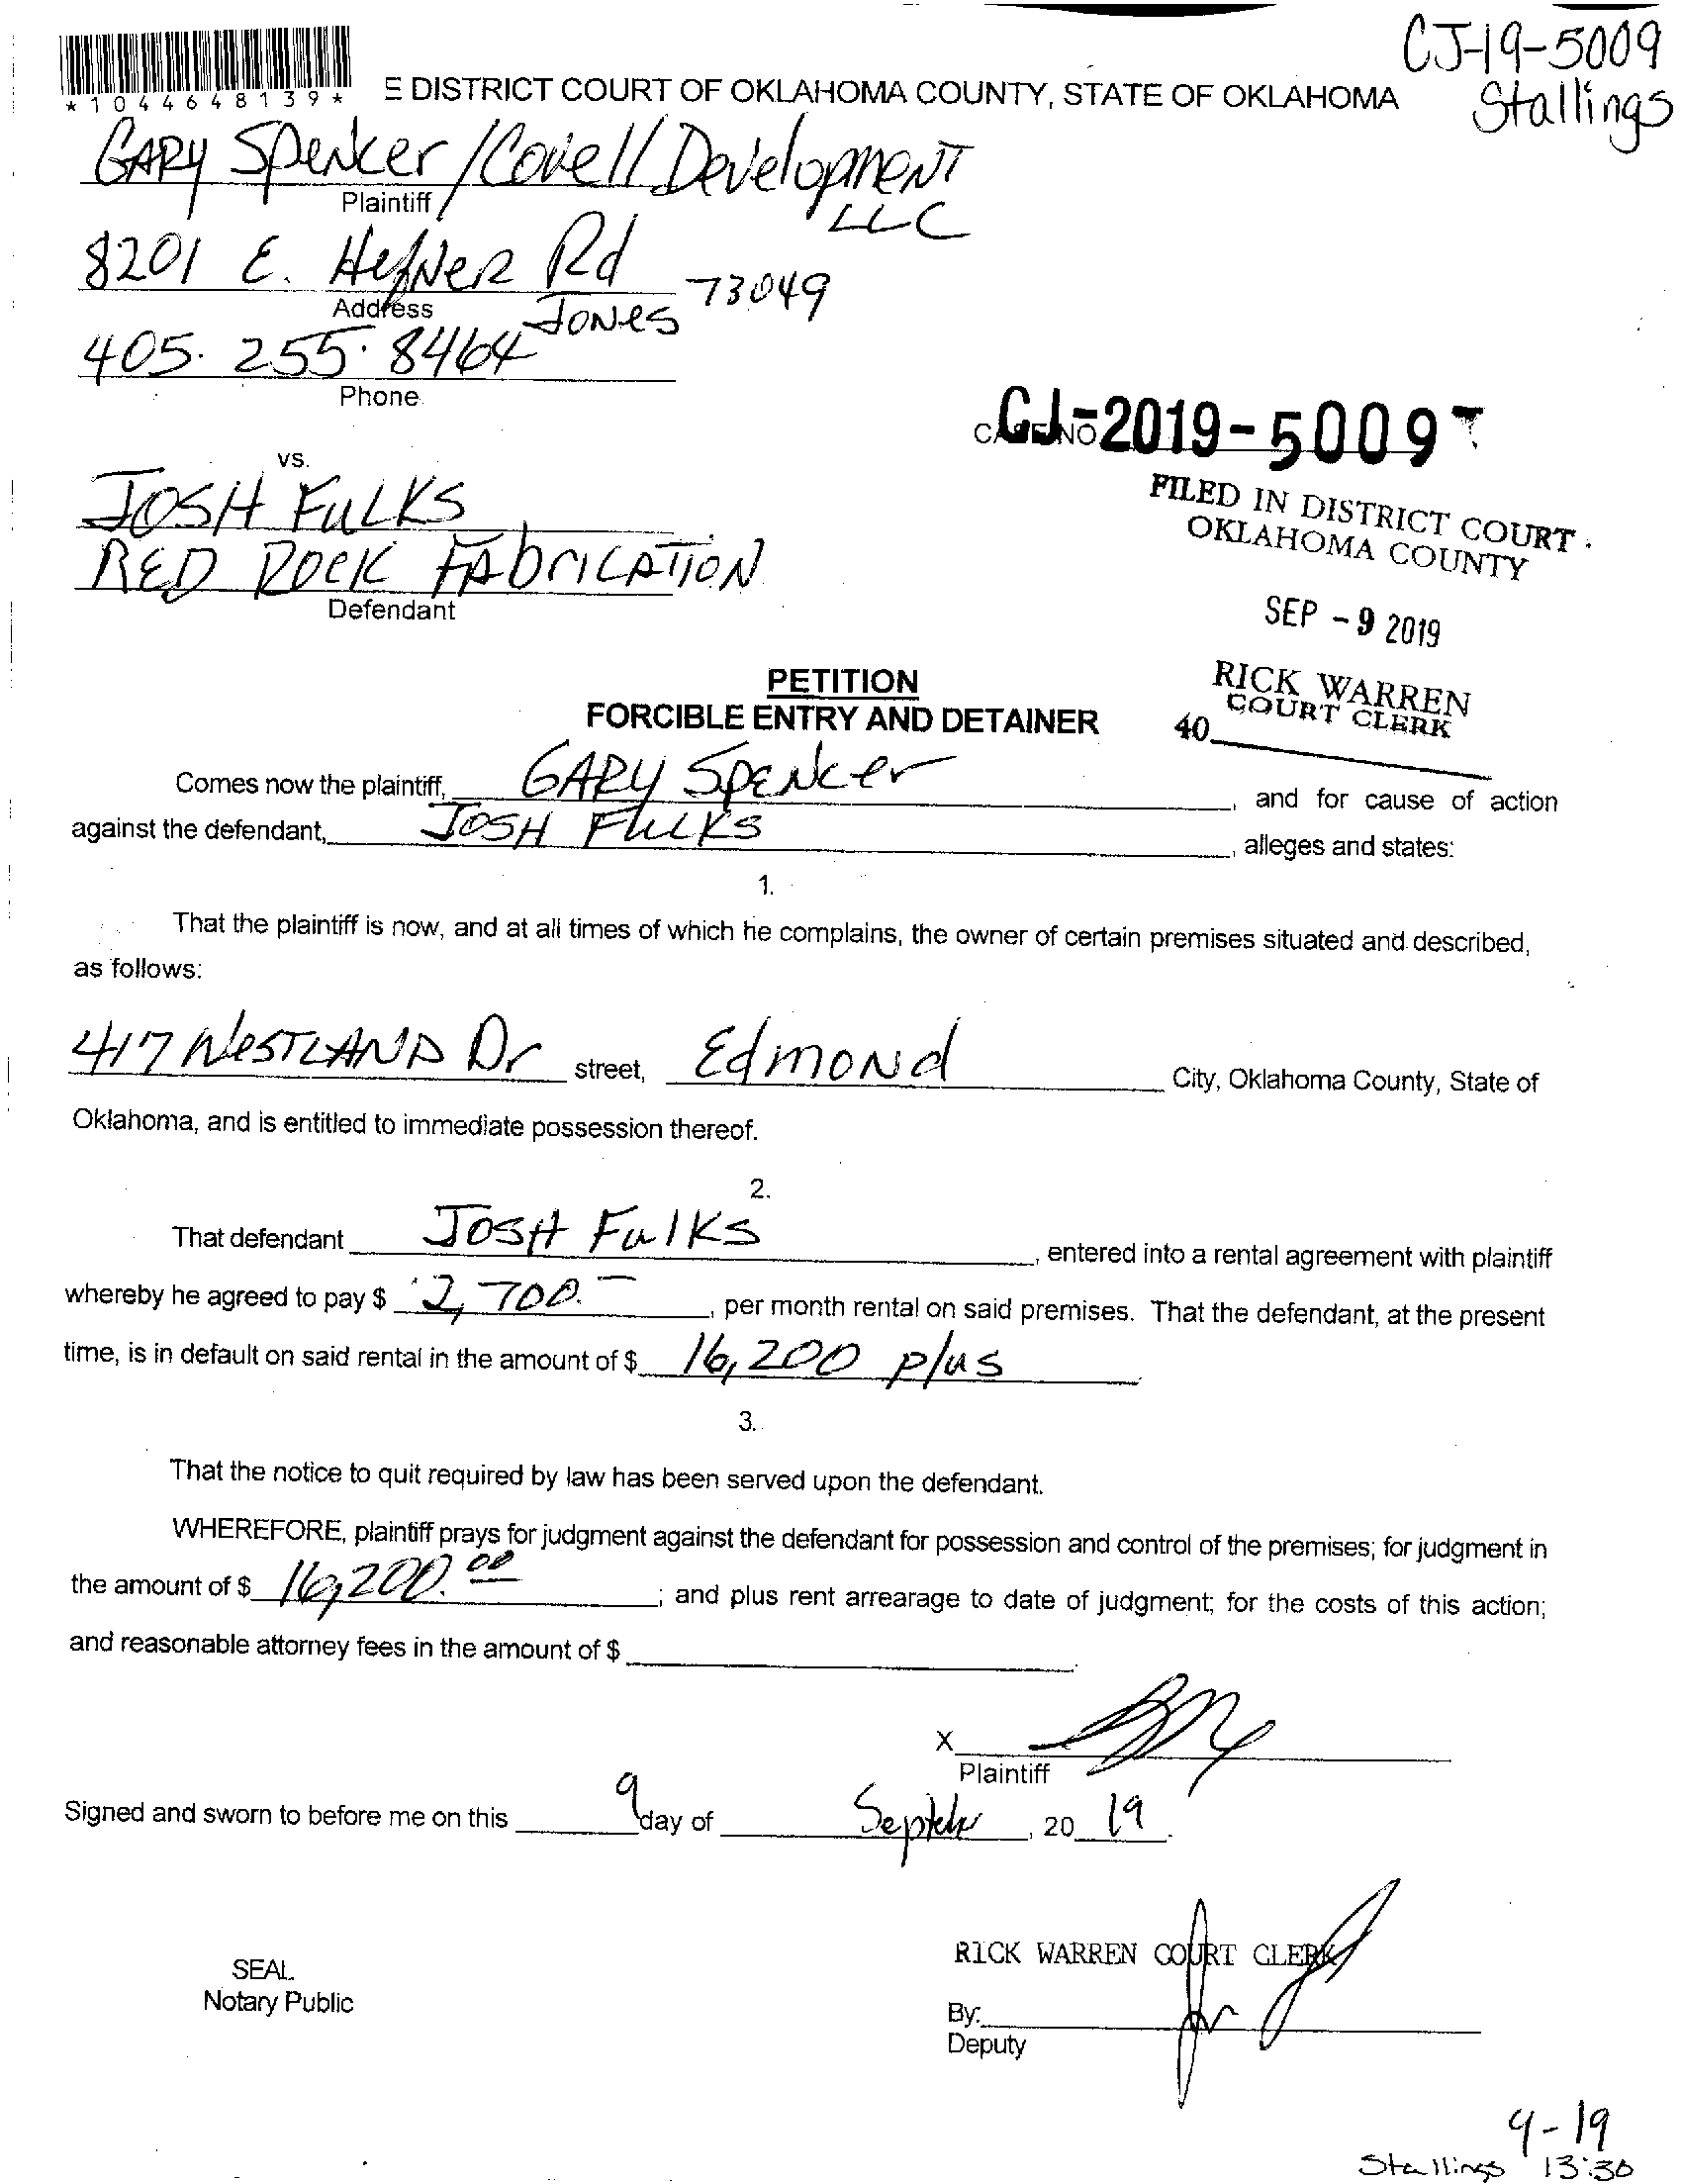 CJ-19-5009
Stallings
*1044648139*
E DISTRICT COURT OF OKLAHOMA COUNTY, STATE OF OKLAHOMA
GARY Spencer/Covell Development
LLC
Plaintiff
8201 E. Hefner Rd
Address
Jones 73049
405. 255. 8464
Phone
CASE NO CJ-2019-5009
vs.
JOSH FULKS
RED ROCK FAbrication
Defendant
FILED IN DISTRICT COURT
OKLAHOMA COUNTY
SEP - 9 2019
RICK WARREN
COURT CLERK
40
PETITION
FORCIBLE ENTRY AND DETAINER
Comes now the plaintiff, GARY Spencer, and for cause of action
against the defendant, JOSH FULKS, alleges and states:
1.
That the plaintiff is now, and at all times of which he complains, the owner of certain premises situated and described,
as follows:
417 WESTLAND Dr street, Edmond City, Oklahoma County, State of
Oklahoma, and is entitled to immediate possession thereof.
2.
That defendant JOSH Fulks, entered into a rental agreement with plaintiff
whereby he agreed to pay $ 2,700.-, per month rental on said premises. That the defendant, at the present
time, is in default on said rental in the amount of $ 16,200 plus.
3.
That the notice to quit required by law has been served upon the defendant.
WHEREFORE, plaintiff prays for judgment against the defendant for possession and control of the premises; for judgment in
the amount of $ 16,200.00; and plus rent arrearage to date of judgment; for the costs of this action;
and reasonable attorney fees in the amount of $
X
Plaintiff
Signed and sworn to before me on this 9 day of September, 20 19.
SEAL
Notary Public
RICK WARREN COURT CLERK
By:
Deputy
9-19
Stallings 13:30